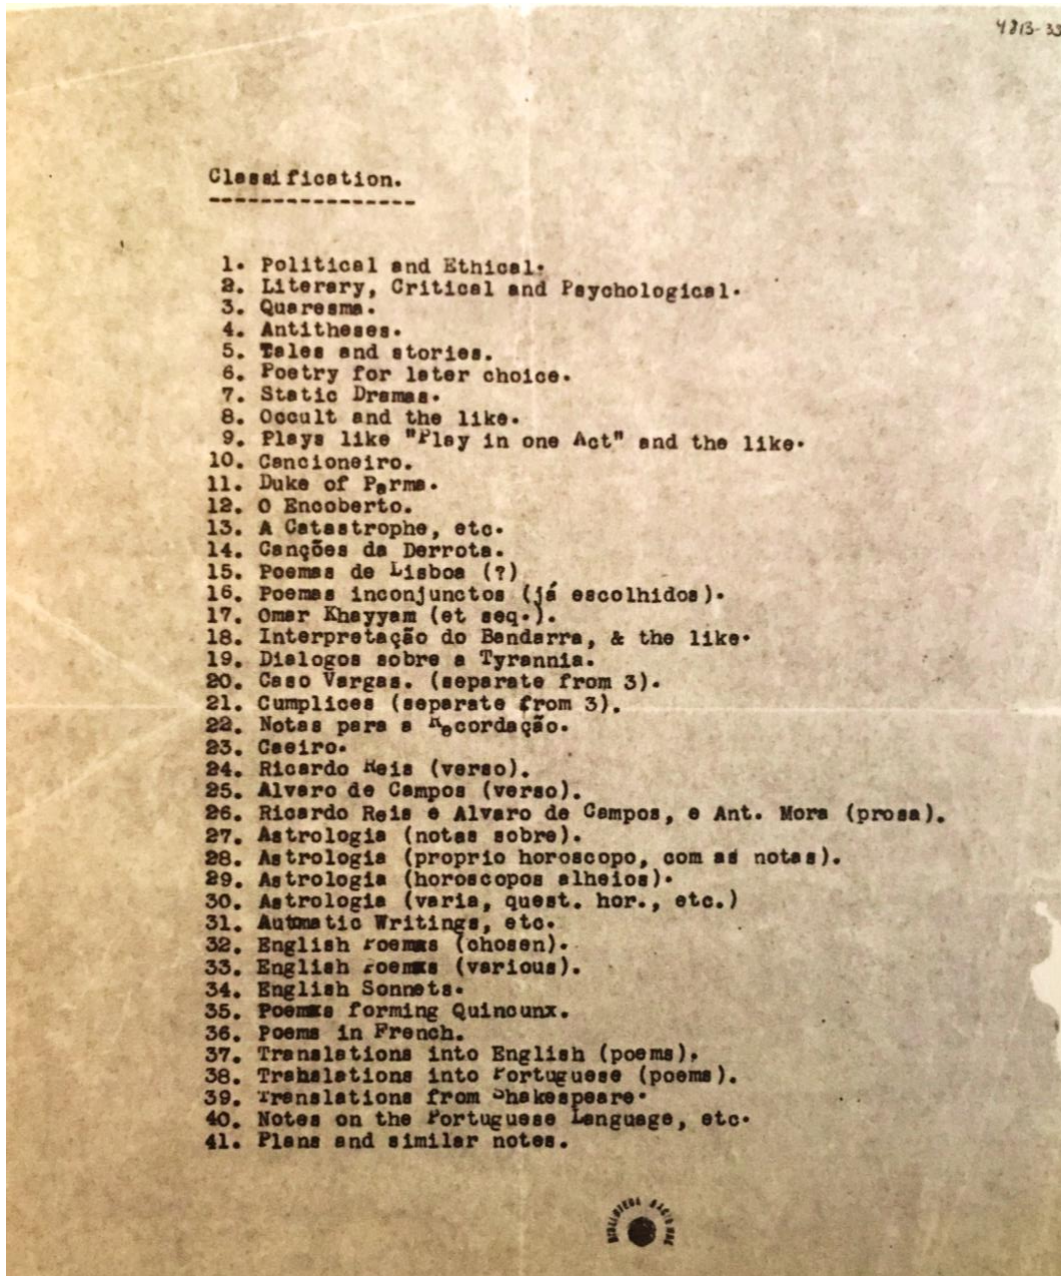 4813-33
Classification.
----------------
1. Political and Ethical.
2. Literary, Critical and Psychological.
3. Quaresma.
4. Antitheses.
5. Tales and stories.
6. Poetry for later choice.
7. Static Dramas.
8. Occult and the like.
9. Plays like "Play in one Act" and the like.
10. Cancioneiro.
11. Duke of Parma.
12. O Encoberto.
13. A Catastrophe, etc.
14. Canções da Derrota.
15. Poemas de Lisboa (?)
16. Poemas inconjunctos (já escolhidos).
17. Omar Khayyam (et seq.).
18. Interpretação do Bandarra, & the like.
19. Dialogos sobre a Tyrannia.
20. Caso Vargas. (separate from 3).
21. Cumplices (separate from 3).
22. Notas para a Recordação.
23. Caeiro.
24. Ricardo Reis (verso).
25. Alvaro de Campos (verso).
26. Ricardo Reis e Alvaro de Campos, e Ant. Mora (prosa).
27. Astrologia (notas sobre).
28. Astrologia (proprio horoscopo, com as notas).
29. Astrologia (horoscopos alheios).
30. Astrologia (varia, quest. hor., etc.)
31. Automatic Writings, etc.
32. English Poems (chosen).
33. English Poems (various).
34. English Sonnets.
35. Poems forming Quincunx.
36. Poems in French.
37. Translations into English (poems).
38. Trahslations into Portuguese (poems).
39. Translations from Shakespeare.
40. Notes on the Portuguese Language, etc.
41. Plans and similar notes.
BIBLIOTECA NACIONAL